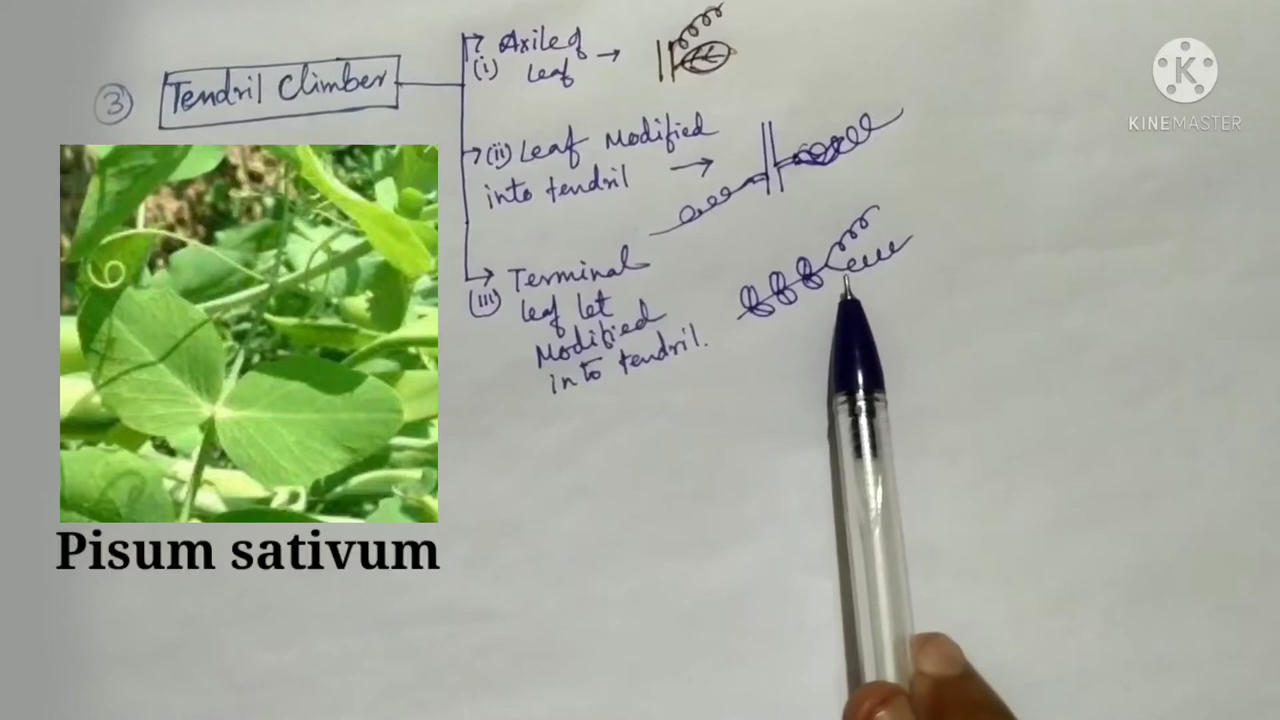 ③ Tendril Climber
(i) Axile of
leaf →
(ii) Leaf Modified
into tendril →
(iii) Terminal
leaf let
Modified
into tendril.
Pisum sativum
K
KINEMASTER